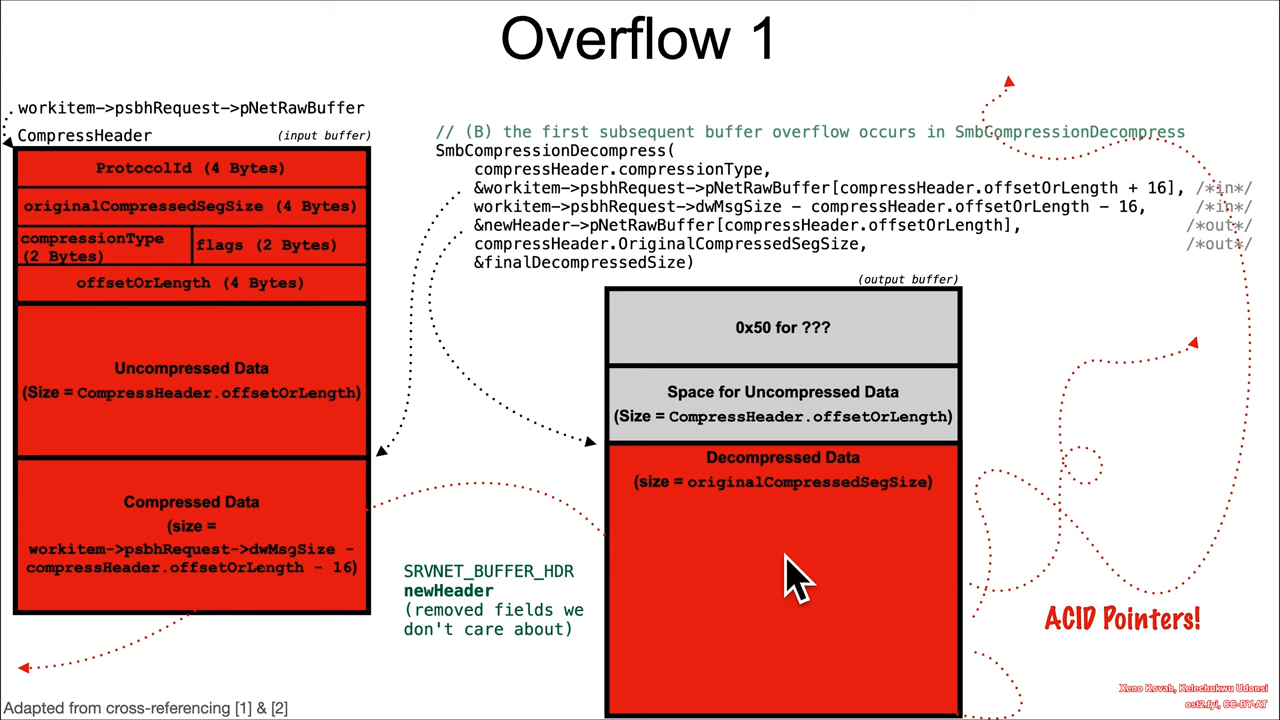 Overflow 1
workitem->psbhRequest->pNetRawBuffer
CompressHeader
(input buffer)
ProtocolId (4 Bytes)
originalCompressedSegSize (4 Bytes)
compressionType
(2 Bytes)
flags (2 Bytes)
offsetOrLength (4 Bytes)
Uncompressed Data
(Size = CompressHeader.offsetOrLength)
Compressed Data
(size =
workitem->psbhRequest->dwMsgSize -
compressHeader.offsetOrLength - 16)
// (B) the first subsequent buffer overflow occurs in SmbCompressionDecompress
SmbCompressionDecompress(
compressHeader.compressionType,
&workitem->psbhRequest->pNetRawBuffer[compressHeader.offsetOrLength + 16], /*in*/
workitem->psbhRequest->dwMsgSize - compressHeader.offsetOrLength - 16, /*in*/
&newHeader->pNetRawBuffer[compressHeader.offsetOrLength], /*out*/
compressHeader.OriginalCompressedSegSize, /*out*/
&finalDecompressedSize)
(output buffer)
0x50 for ???
Space for Uncompressed Data
(Size = CompressHeader.offsetOrLength)
Decompressed Data
(size = originalCompressedSegSize)
SRVNET_BUFFER_HDR
newHeader
(removed fields we
don't care about)
ACID Pointers!
Adapted from cross-referencing [1] & [2]
Xeno Kovah, Kelechukwu Udonsi
ost2.fyi, CC-BY-AT